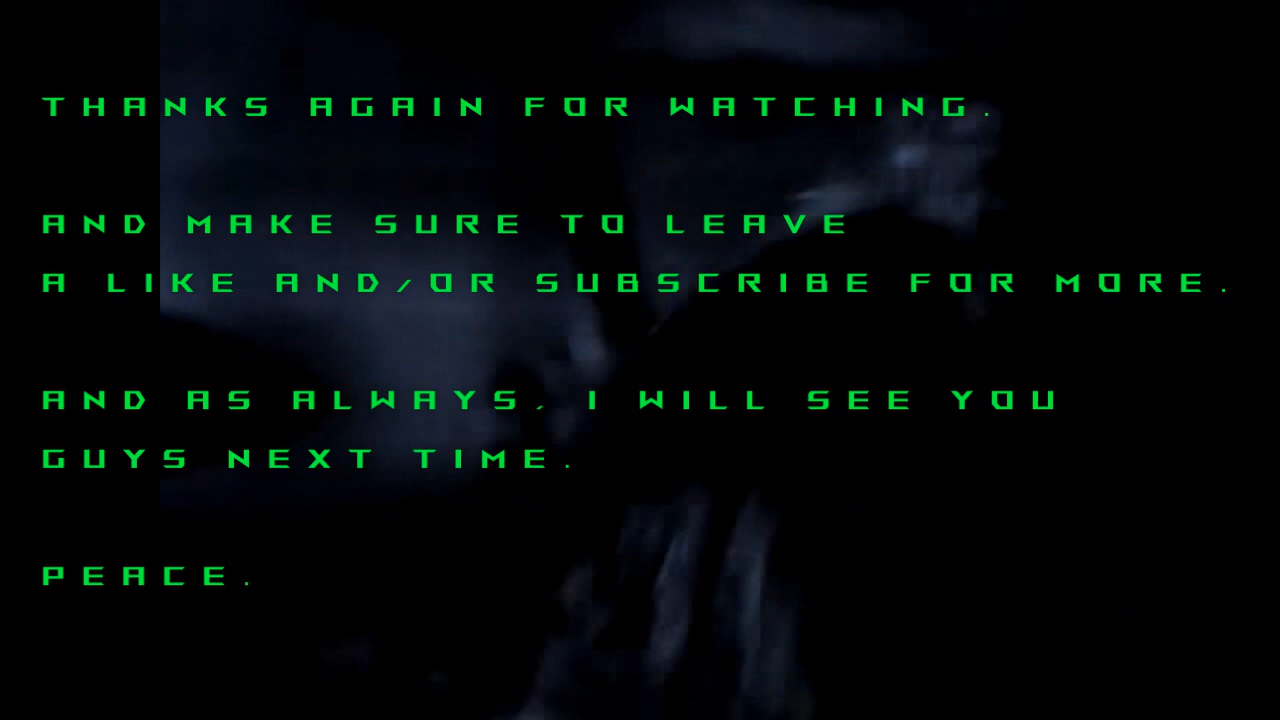 THANKS AGAIN FOR WATCHING.
AND MAKE SURE TO LEAVE
A LIKE AND/OR SUBSCRIBE FOR MORE.
AND AS ALWAYS, I WILL SEE YOU
GUYS NEXT TIME.
PEACE.